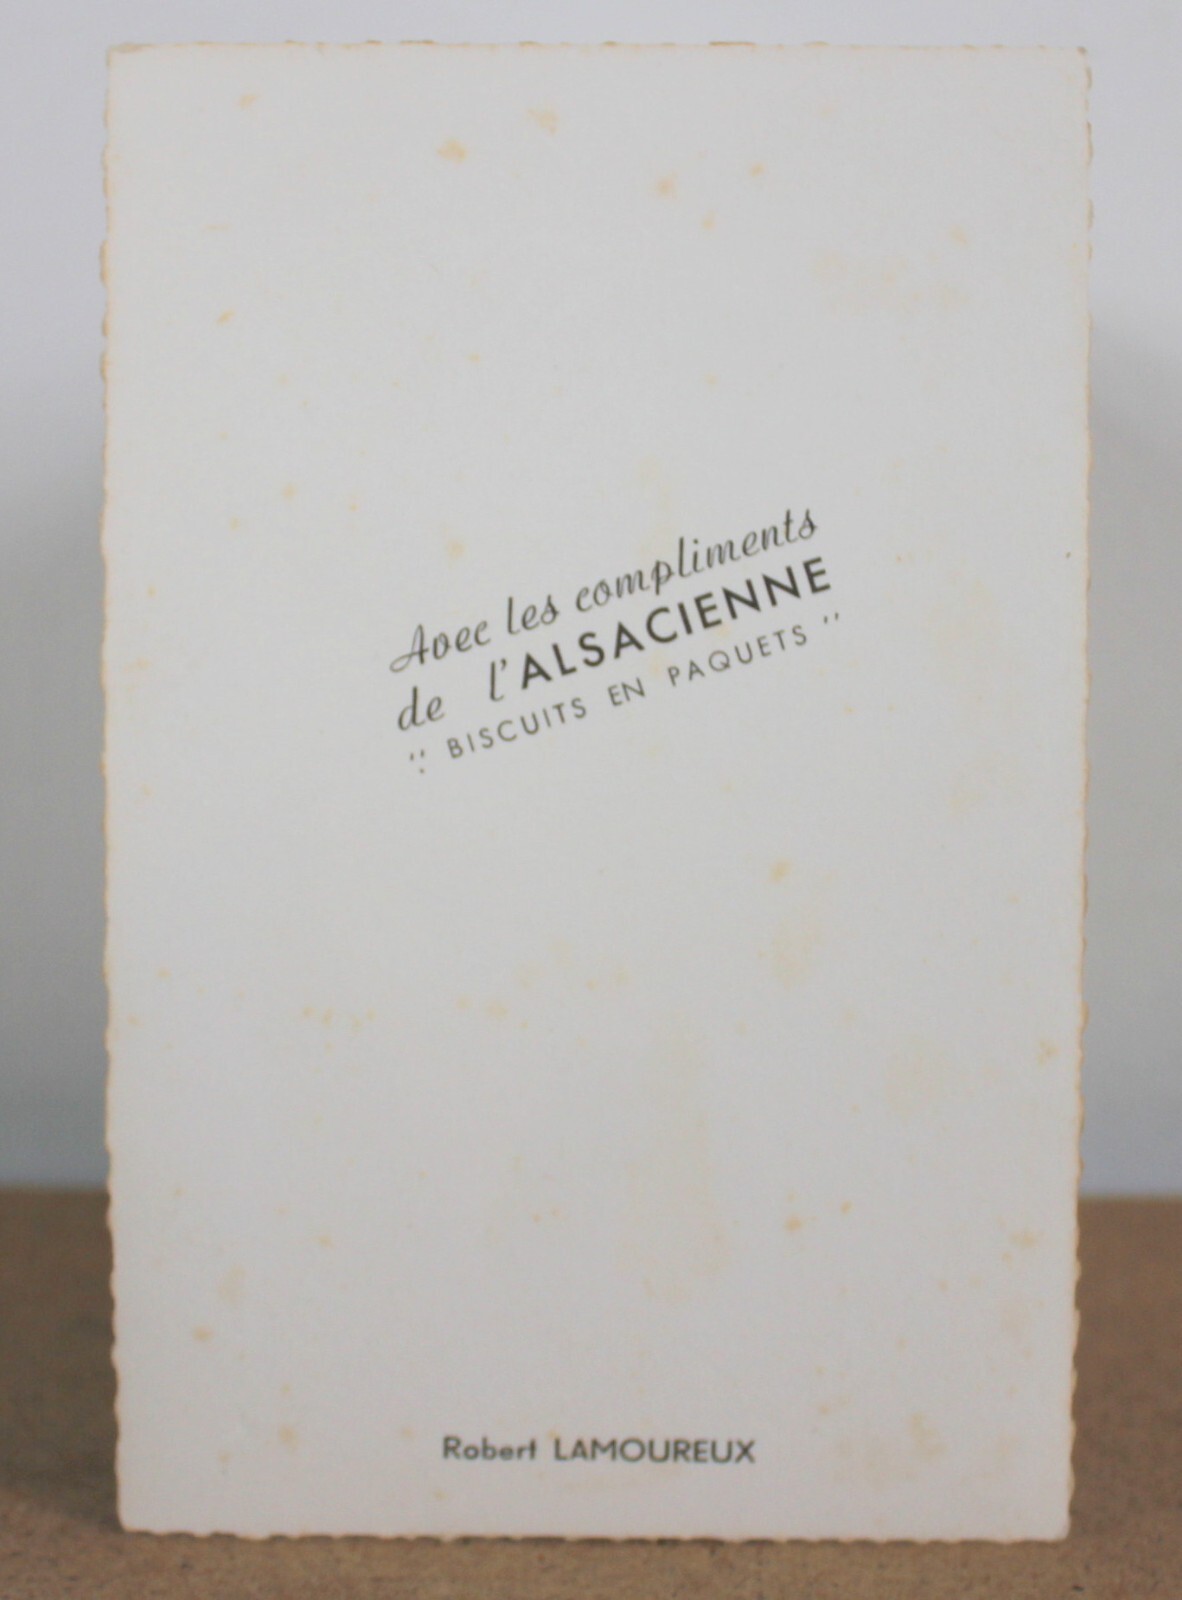 Avec les compliments
de l'ALSACIENNE
" BISCUITS EN PAQUETS "
Robert LAMOUREUX